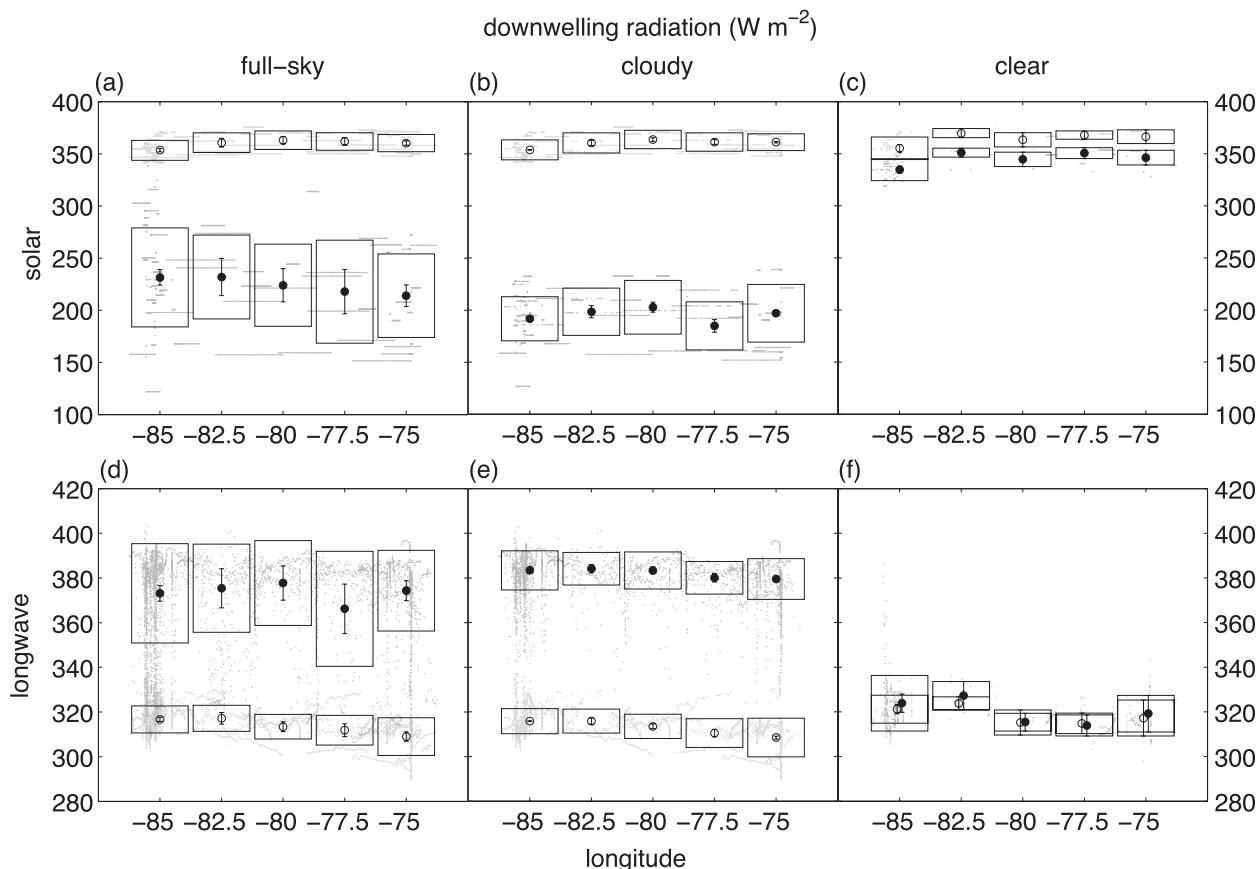 downwelling radiation (W m−2)
full−sky cloudy clear
(a) (b) (c)
400 400
350 350
300 300
250 250
200 200
150 150
100 100
solar
−85 −82.5 −80 −77.5 −75 −85 −82.5 −80 −77.5 −75 −85 −82.5 −80 −77.5 −75
(d) (e) (f)
420 420
400 400
380 380
360 360
340 340
320 320
300 300
280 280
longwave
−85 −82.5 −80 −77.5 −75 −85 −82.5 −80 −77.5 −75 −85 −82.5 −80 −77.5 −75
longitude